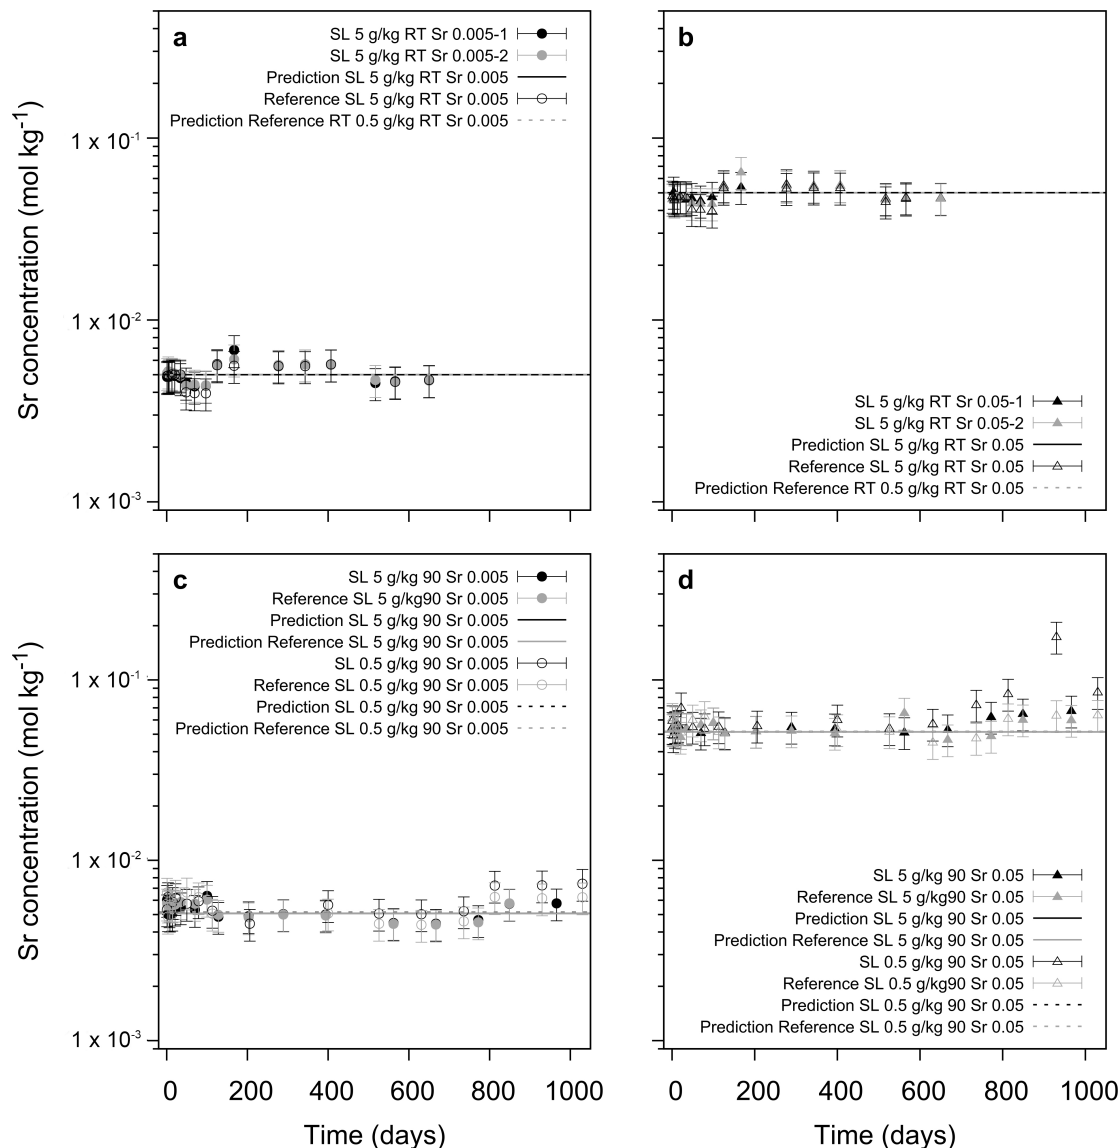 a
SL 5 g/kg RT Sr 0.005-1
SL 5 g/kg RT Sr 0.005-2
Prediction SL 5 g/kg RT Sr 0.005
Reference SL 5 g/kg RT Sr 0.005
Prediction Reference RT 0.5 g/kg RT Sr 0.005
Sr concentration (mol kg⁻¹)
1 x 10⁻¹
1 x 10⁻²
1 x 10⁻³
b
SL 5 g/kg RT Sr 0.05-1
SL 5 g/kg RT Sr 0.05-2
Prediction SL 5 g/kg RT Sr 0.05
Reference SL 5 g/kg RT Sr 0.05
Prediction Reference RT 0.5 g/kg RT Sr 0.05
0 200 400 600 800 1000
c
SL 5 g/kg 90 Sr 0.005
Reference SL 5 g/kg90 Sr 0.005
Prediction SL 5 g/kg 90 Sr 0.005
Prediction Reference SL 5 g/kg 90 Sr 0.005
SL 0.5 g/kg 90 Sr 0.005
Reference SL 0.5 g/kg 90 Sr 0.005
Prediction SL 0.5 g/kg 90 Sr 0.005
Prediction Reference SL 0.5 g/kg 90 Sr 0.005
Sr concentration (mol kg⁻¹)
1 x 10⁻¹
1 x 10⁻²
1 x 10⁻³
0 200 400 600 800 1000
Time (days)
d
SL 5 g/kg 90 Sr 0.05
Reference SL 5 g/kg90 Sr 0.05
Prediction SL 5 g/kg 90 Sr 0.05
Prediction Reference SL 5 g/kg 90 Sr 0.05
SL 0.5 g/kg 90 Sr 0.05
Reference SL 0.5 g/kg90 Sr 0.05
Prediction SL 0.5 g/kg 90 Sr 0.05
Prediction Reference SL 0.5 g/kg 90 Sr 0.05
0 200 400 600 800 1000
Time (days)